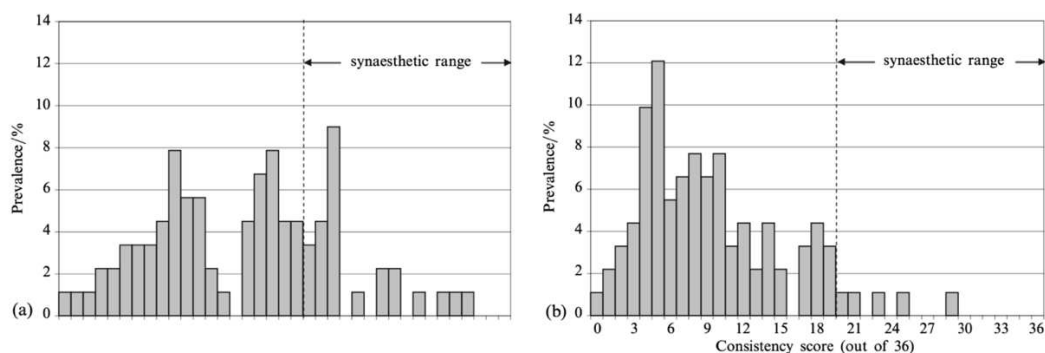 14
12
10
8
6
4
2
0
Prevalence/%
synaesthetic range
(a)
14
12
10
8
6
4
2
0
Prevalence/%
synaesthetic range
(b)
0 3 6 9 12 15 18 21 24 27 30 33 36
Consistency score (out of 36)